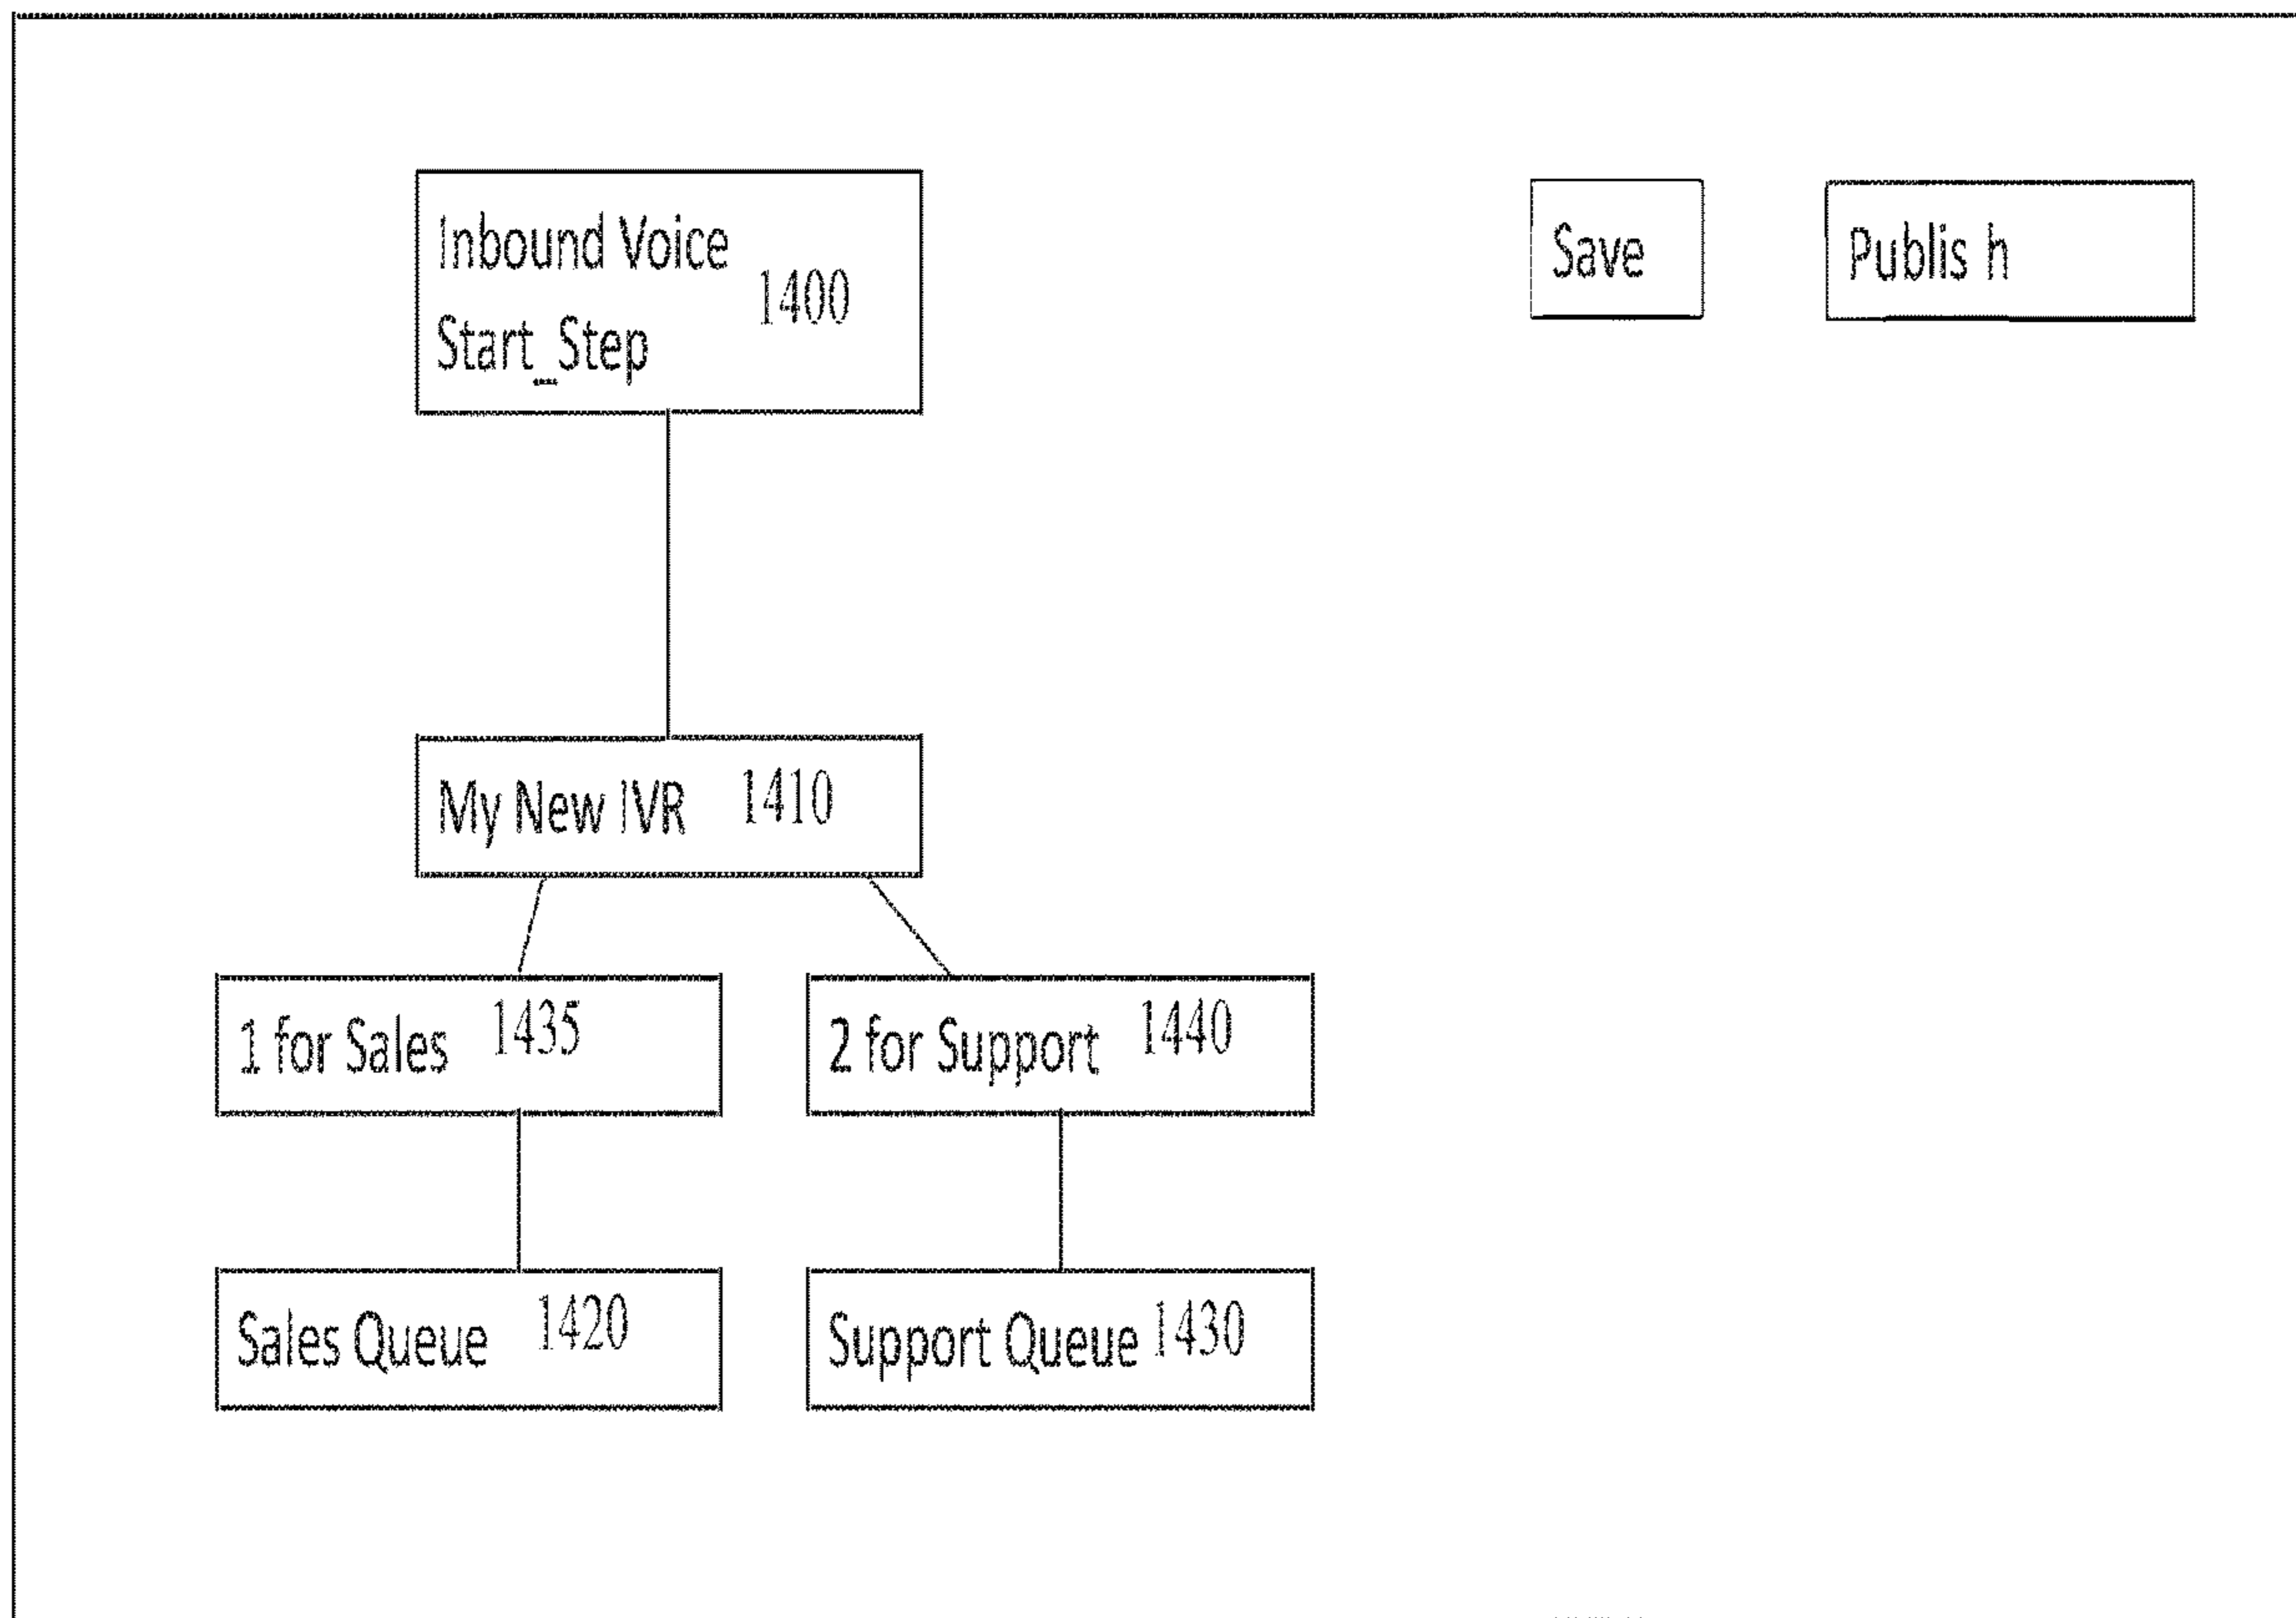 Inbound Voice
Start_Step 1400
Save
Publis h
My New IVR 1410
1 for Sales 1435
2 for Support 1440
Sales Queue 1420
Support Queue 1430